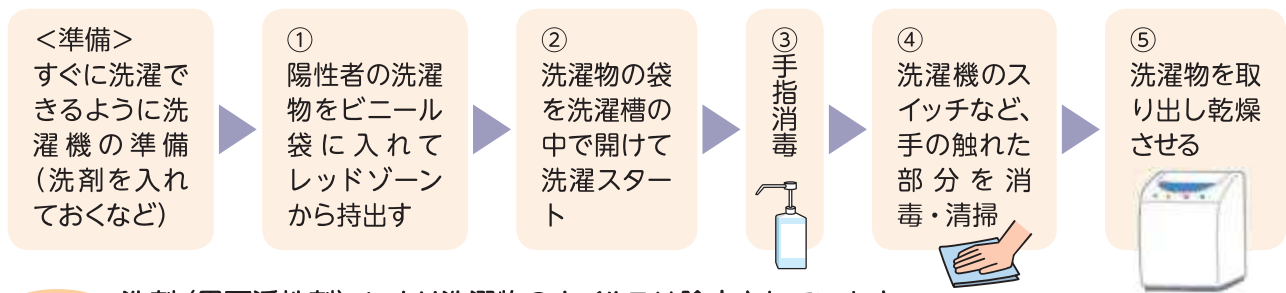 ＜準備＞
すぐに洗濯で
きるように洗
濯機の準備
（洗剤を入れ
ておくなど）
①
陽性者の洗濯
物をビニール
袋に入れて
レッドゾーン
から持出す
②
洗濯物の袋
を洗濯槽の
中で開けて
洗濯スター
ト
③
手指消毒
④
洗濯機のス
イッチなど、
手の触れた
部分を消
毒・清掃
⑤
洗濯物を取
り出し乾燥
させる